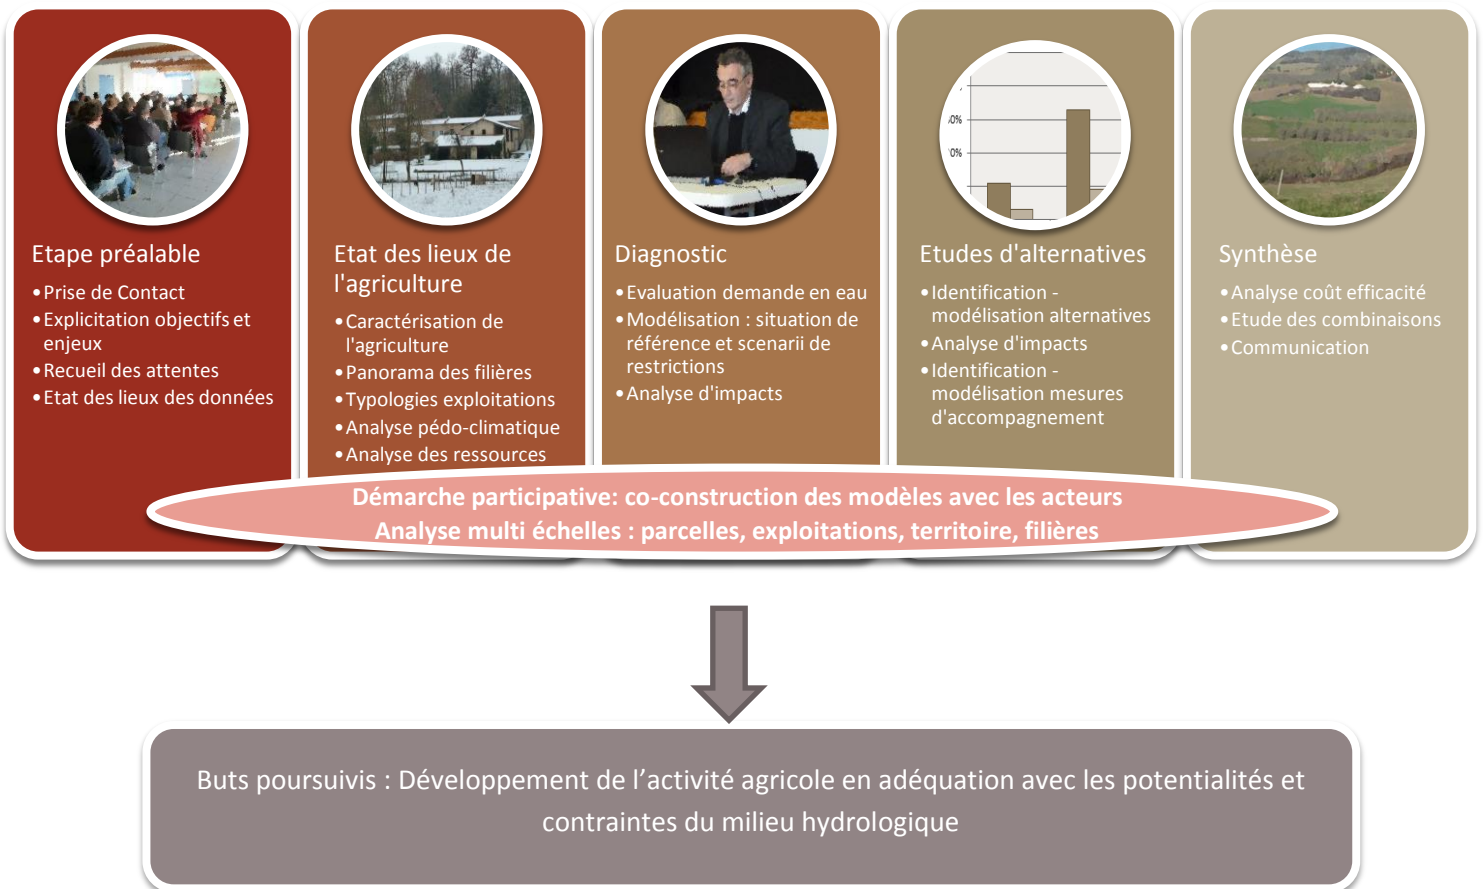 Etape préalable
•Prise de Contact
•Explicitation objectifs et
enjeux
•Recueil des attentes
•Etat des lieux des données
Etat des lieux de
l'agriculture
•Caractérisation de
l'agriculture
•Panorama des filières
•Typologies exploitations
•Analyse pédo-climatique
•Analyse des ressources
Diagnostic
•Evaluation demande en eau
•Modélisation : situation de
référence et scenarii de
restrictions
•Analyse d'impacts
Etudes d'alternatives
•Identification -
modélisation alternatives
•Analyse d'impacts
•Identification -
modélisation mesures
d'accompagnement
Synthèse
•Analyse coût efficacité
•Etude des combinaisons
•Communication
Démarche participative: co-construction des modèles avec les acteurs
Analyse multi échelles : parcelles, exploitations, territoire, filières
Buts poursuivis : Développement de l’activité agricole en adéquation avec les potentialités et
contraintes du milieu hydrologique